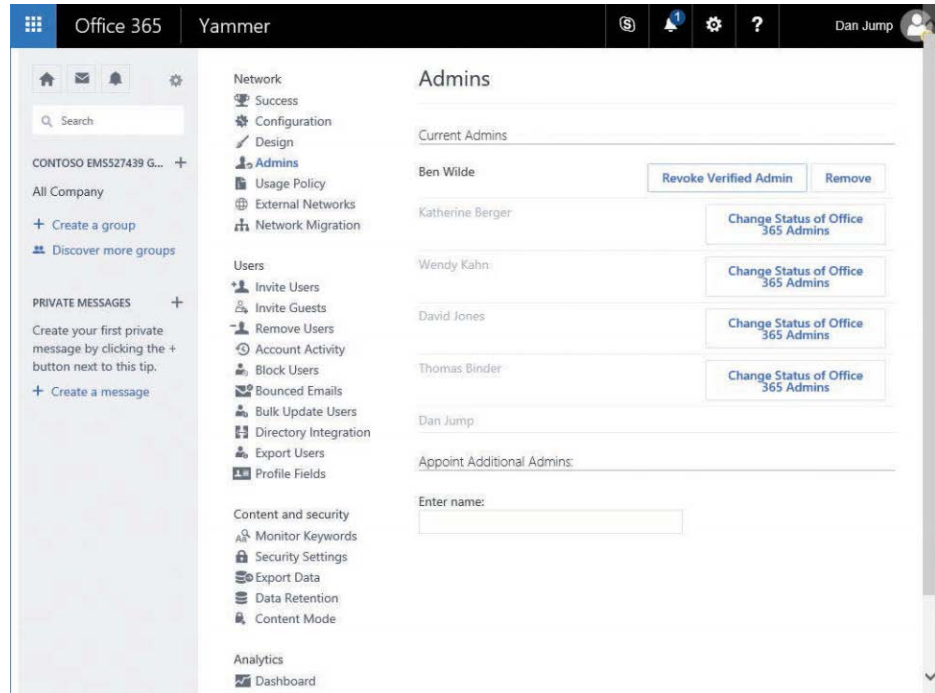 Office 365
Yammer
1
?
Dan Jump
Search
CONTOSO EMS527439 G... +
All Company
+ Create a group
Discover more groups
PRIVATE MESSAGES +
Create your first private
message by clicking the +
button next to this tip.
+ Create a message
Network
Success
Configuration
Design
Admins
Usage Policy
External Networks
Network Migration
Users
Invite Users
Invite Guests
Remove Users
Account Activity
Block Users
Bounced Emails
Bulk Update Users
Directory Integration
Export Users
Profile Fields
Content and security
Monitor Keywords
Security Settings
Export Data
Data Retention
Content Mode
Analytics
Dashboard
Admins
Current Admins
Ben Wilde
Revoke Verified Admin
Remove
Katherine Berger
Change Status of Office
365 Admins
Wendy Kahn
Change Status of Office
365 Admins
David Jones
Change Status of Office
365 Admins
Thomas Binder
Change Status of Office
365 Admins
Dan Jump
Appoint Additional Admins:
Enter name: